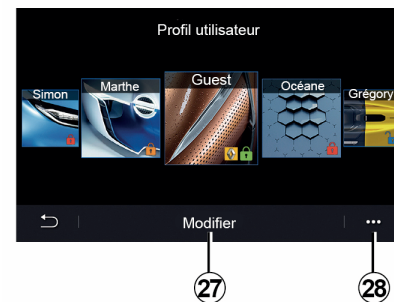 Profil utilisateur
Simon
Marthe
Guest
Océane
Grégory
Modifier
27
28